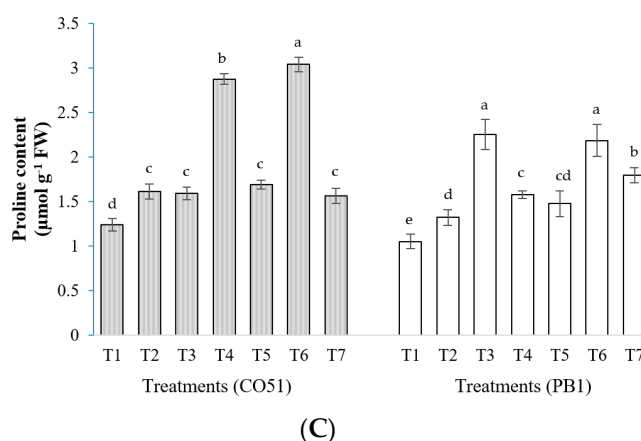 Proline content
(µmol g⁻¹ FW)
3.5
3
2.5
2
1.5
1
0.5
0
d c c b c a c e d a c cd a b
T1 T2 T3 T4 T5 T6 T7 T1 T2 T3 T4 T5 T6 T7
Treatments (CO51) Treatments (PB1)
(C)